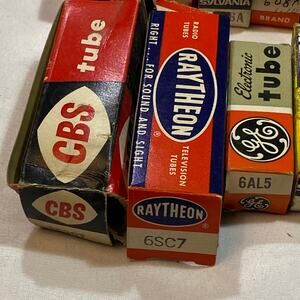 CBS
tube
CBS
RIGHT...FOR SOUND AND SIGHT
RADIO
TUBES
RAYTHEON
TELEVISION
TUBES
RAYTHEON
6SC7
SYLVANIA
BRAND
Electronic
tube
GE
6AL5